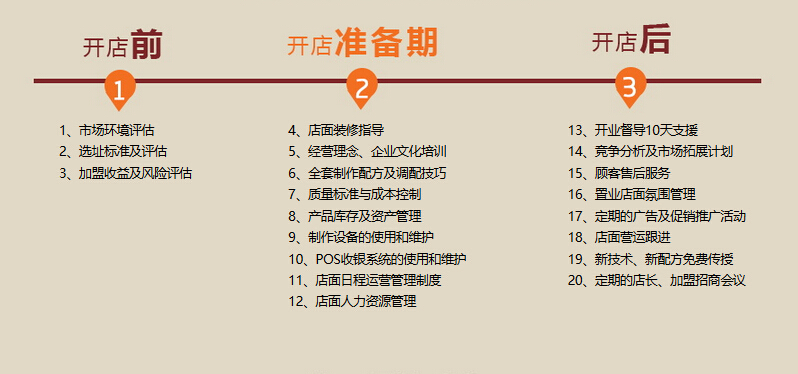 开店前
1
1、市场环境评估
2、选址标准及评估
3、加盟收益及风险评估
开店准备期
2
4、店面装修指导
5、经营理念、企业文化培训
6、全套制作配方及调配技巧
7、质量标准与成本控制
8、产品库存及资产管理
9、制作设备的使用和维护
10、POS收银系统的使用和维护
11、店面日程运营管理制度
12、店面人力资源管理
开店后
3
13、开业督导10天支援
14、竞争分析及市场拓展计划
15、顾客售后服务
16、置业店面氛围管理
17、定期的广告及促销推广活动
18、店面营运跟进
19、新技术、新配方免费传授
20、定期的店长、加盟招商会议